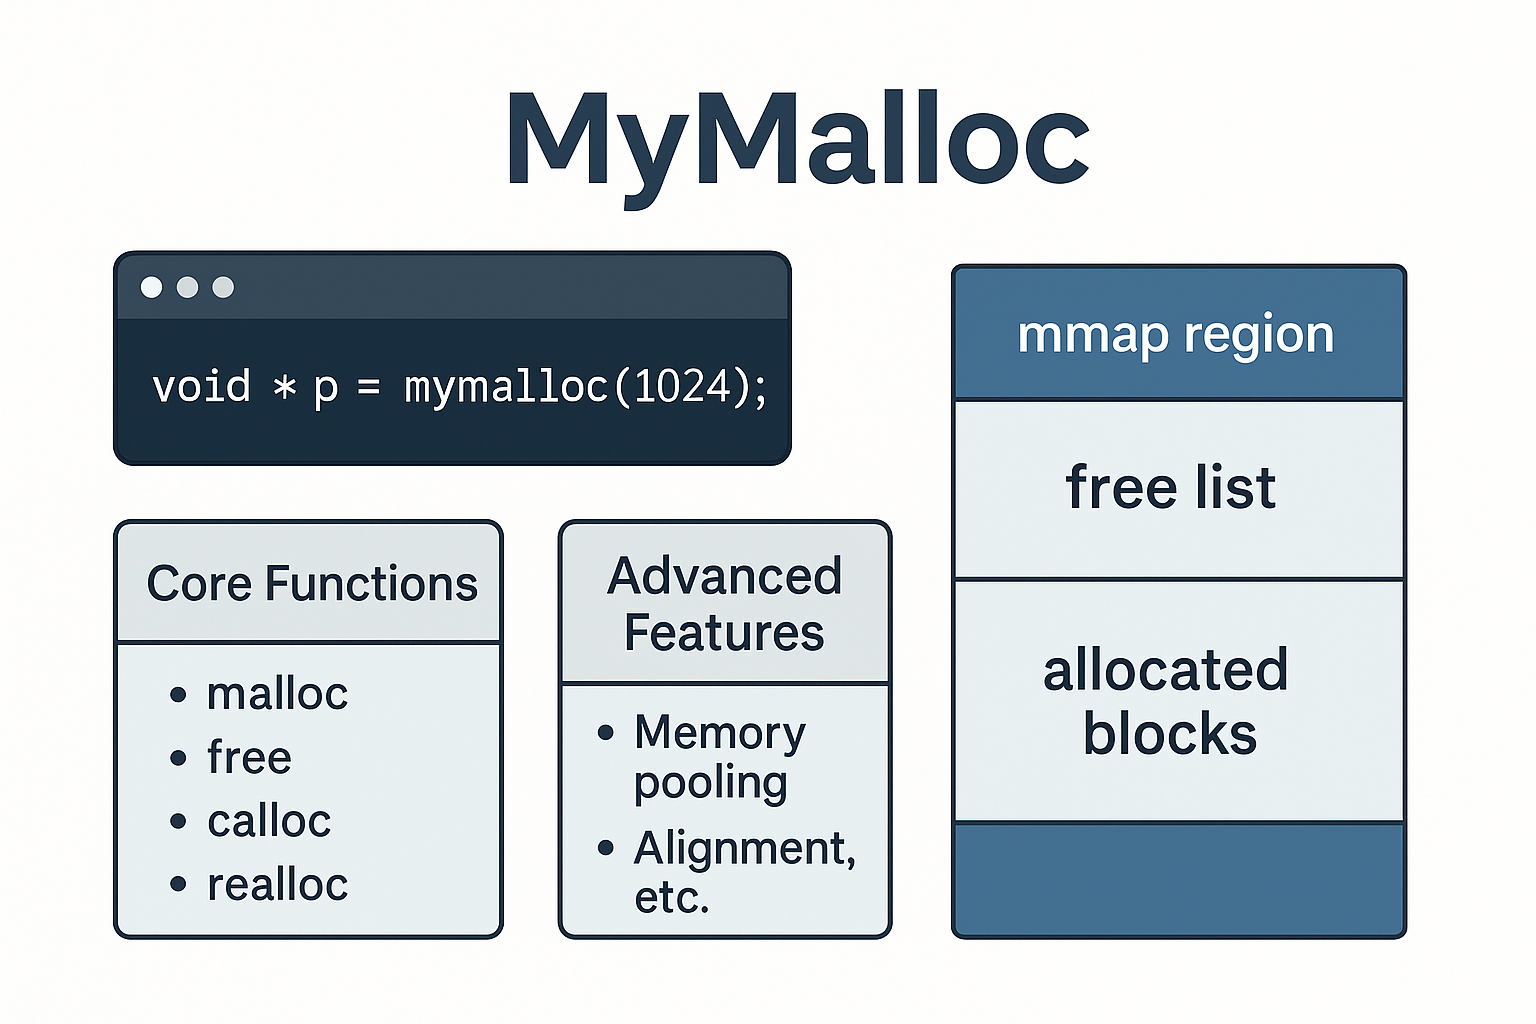 MyMalloc
void * p = mymalloc(1024);
Core Functions
• malloc
• free
• calloc
• realloc
Advanced
Features
• Memory
pooling
• Alignment,
etc.
mmap region
free list
allocated
blocks